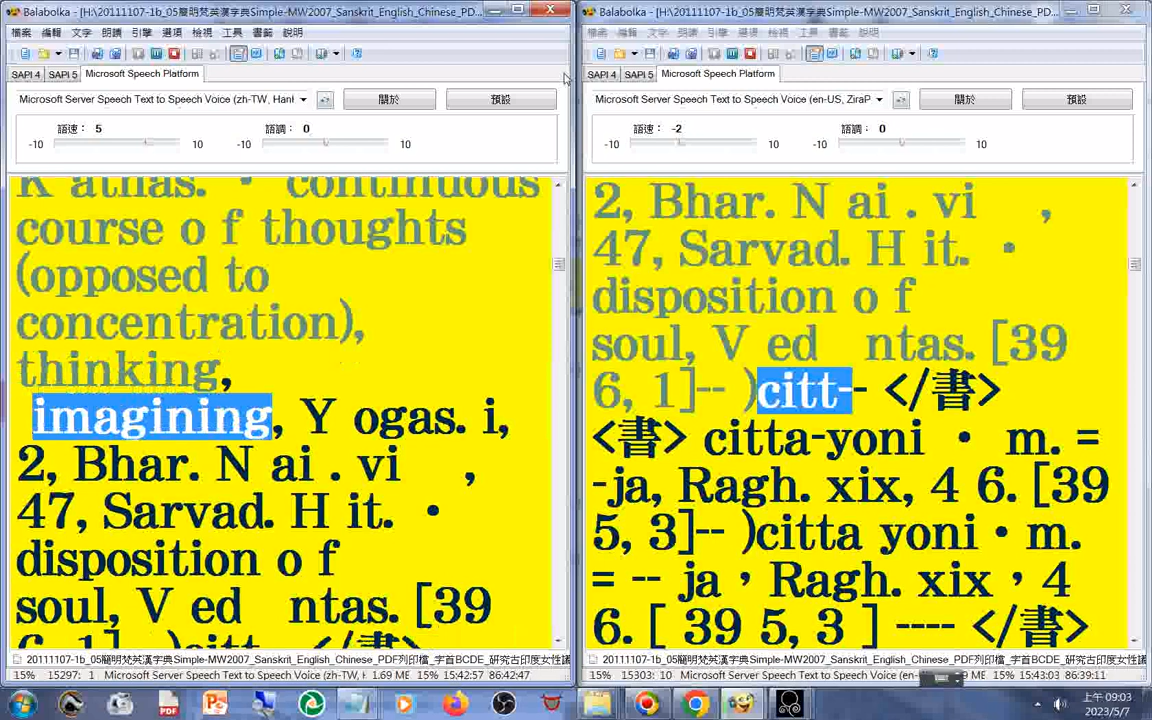 Balabolka - [H:\20111107-1b_05簡明梵英漢字典Simple-MW2007_Sanskrit_English_Chinese_PD...
檔案 編輯 文字 朗讀 引擎 選項 檢視 工具 書籤 說明
SAPI 4 SAPI 5 Microsoft Speech Platform
Microsoft Server Speech Text to Speech Voice (zh-TW, Hanl
關於 預設
語速： 5 語調： 0
-10 10 -10 10
K athas. • continuous
course o f thoughts
(opposed to
concentration),
thinking,
imagining, Y ogas. i,
2, Bhar. N ai . vi ,
47, Sarvad. H it. •
disposition o f
soul, V ed ntas. [39
6, 1]-- )citt-- </書>
20111107-1b_05簡明梵英漢字典Simple-MW2007_Sanskrit_English_Chinese_PDF列印檔_字首BCDE_研究古印度女性議
15% 15297: 1 1.69 ME Microsoft Server Speech Text to Speech Voice (zh-TW, Hanl 15% 15:42:57 86:42:47
Balabolka - [H:\20111107-1b_05簡明梵英漢字典Simple-MW2007_Sanskrit_English_Chinese_PD...
檔案 編輯 文字 朗讀 引擎 選項 檢視 工具 書籤 說明
SAPI 4 SAPI 5 Microsoft Speech Platform
Microsoft Server Speech Text to Speech Voice (en-US, ZiraP
關於 預設
語速： -2 語調： 0
-10 10 -10 10
2, Bhar. N ai . vi ,
47, Sarvad. H it. •
disposition o f
soul, V ed ntas. [39
6, 1]-- )citt-- </書>
<書> citta-yoni • m. =
-ja, Ragh. xix, 4 6. [39
5, 3]-- )citta yoni • m.
= -- ja，Ragh. xix，4
6. [ 39 5, 3 ] ---- </書>
20111107-1b_05簡明梵英漢字典Simple-MW2007_Sanskrit_English_Chinese_PDF列印檔_字首BCDE_研究古印度女性議
15% 15303: 10 Microsoft Server Speech Text to Speech Voice (en- 15% 15:43:03 86:39:11
上午 09:03
2023/5/7